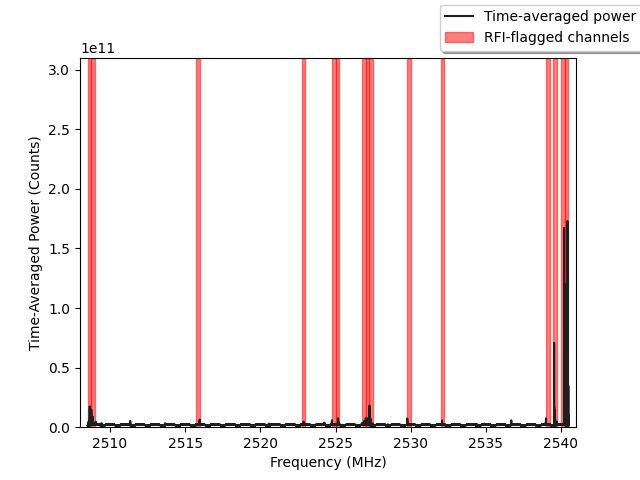 Time-averaged power
RFI-flagged channels
1e11
3.0
2.5
2.0
1.5
1.0
0.5
0.0
Time-Averaged Power (Counts)
2510 2515 2520 2525 2530 2535 2540
Frequency (MHz)